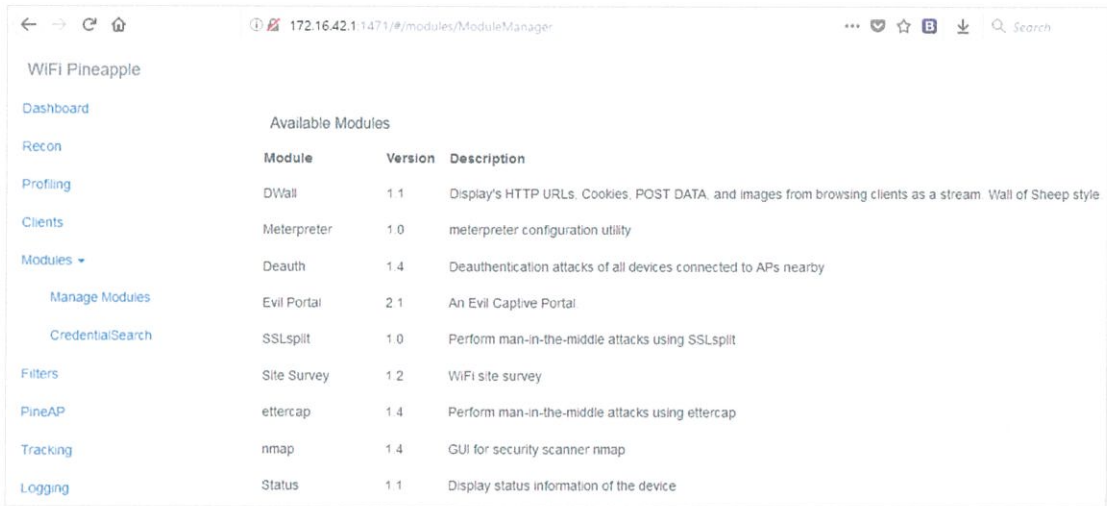 172.16.42.1:1471/#/modules/ModuleManager
B
Search
WiFi Pineapple
Dashboard
Recon
Profiling
Clients
Modules
Manage Modules
CredentialSearch
Filters
PineAP
Tracking
Logging
Available Modules
Module Version Description
DWall 1.1 Display's HTTP URLs, Cookies, POST DATA, and images from browsing clients as a stream. Wall of Sheep style
Meterpreter 1.0 meterpreter configuration utility
Deauth 1.4 Deauthentication attacks of all devices connected to APs nearby
Evil Portal 2.1 An Evil Captive Portal.
SSLsplit 1.0 Perform man-in-the-middle attacks using SSLsplit
Site Survey 1.2 WiFi site survey
ettercap 1.4 Perform man-in-the-middle attacks using ettercap
nmap 1.4 GUI for security scanner nmap
Status 1.1 Display status information of the device